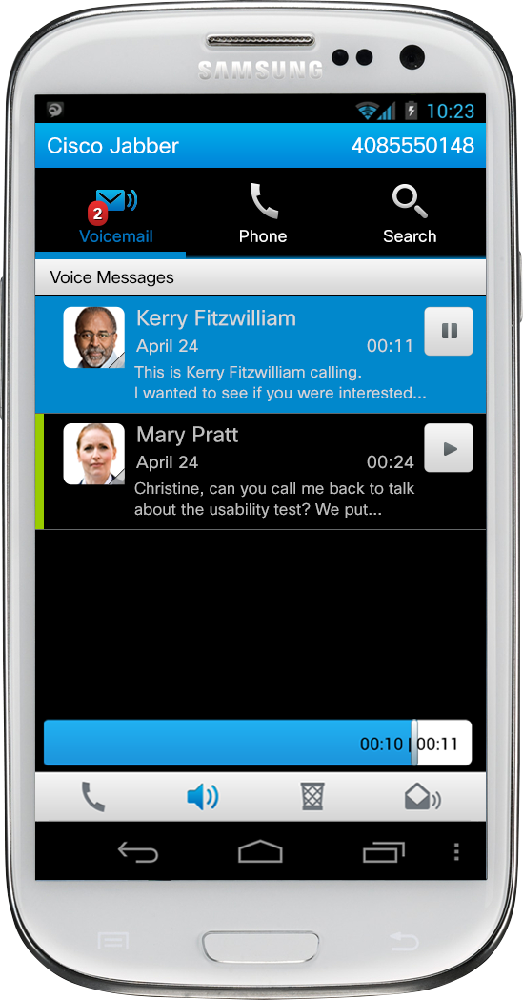 SAMSUNG
10:23
Cisco Jabber 4085550148
2
Voicemail Phone Search
Voice Messages
Kerry Fitzwilliam
April 24 00:11
This is Kerry Fitzwilliam calling.
I wanted to see if you were interested...
Mary Pratt
April 24 00:24
Christine, can you call me back to talk
about the usability test? We put...
00:10 | 00:11